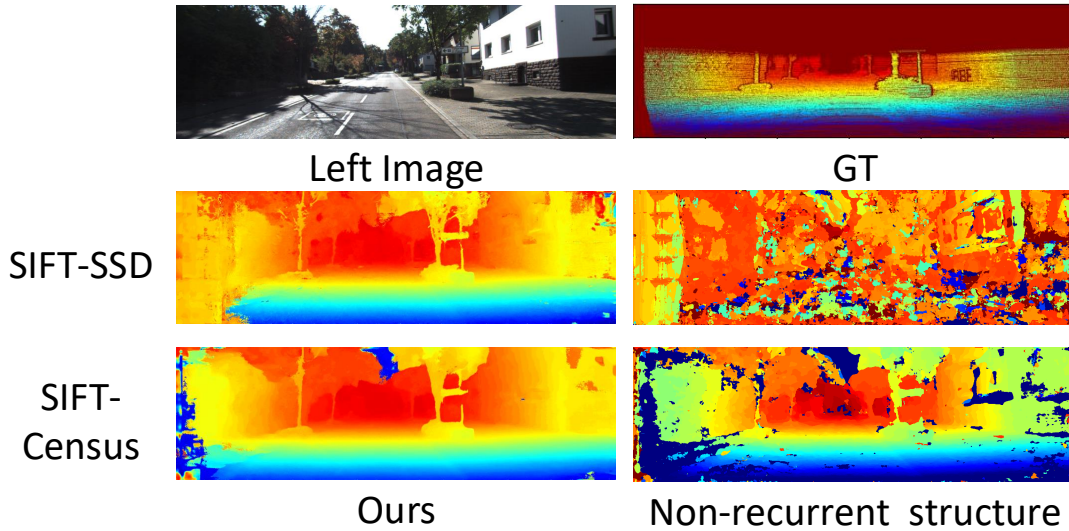 Left Image
GT
SIFT-SSD
SIFT-
Census
Ours
Non-recurrent structure